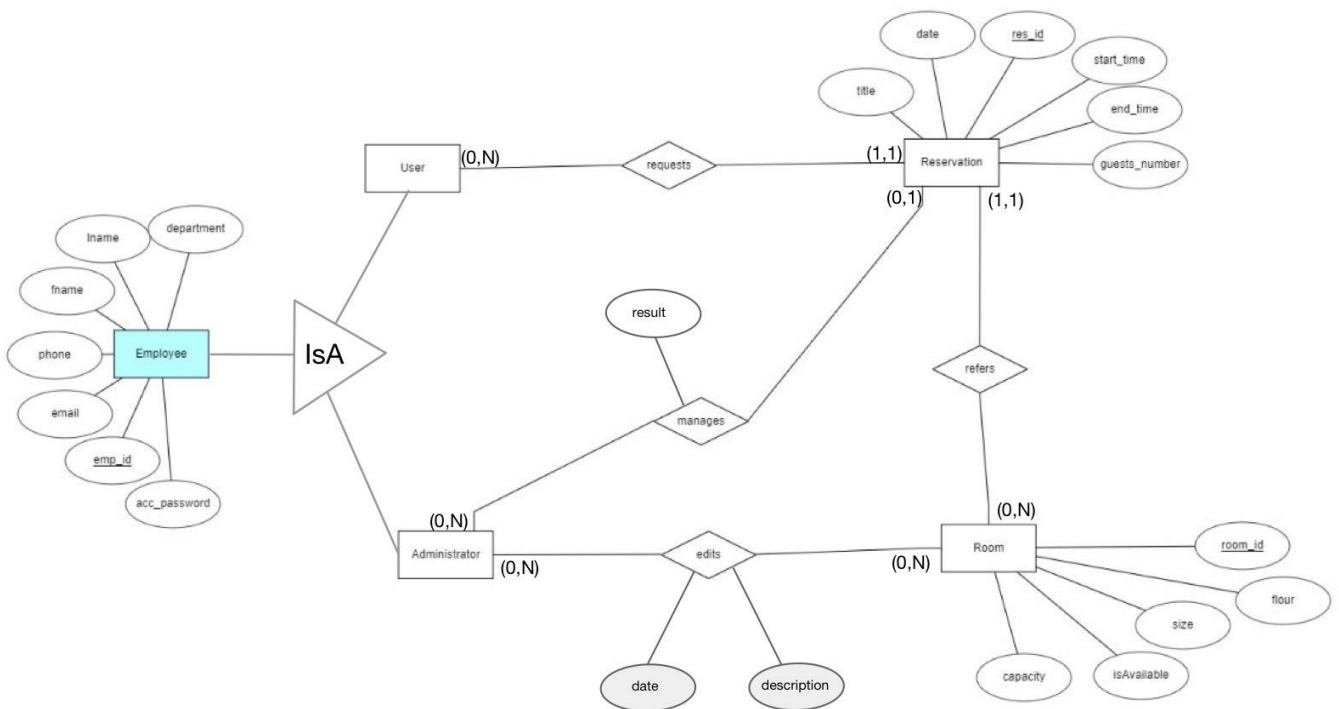 date
res_id
start_time
title
end_time
(0,N)
requests
(1,1)
Reservation
guests_number
User
(0,1)
(1,1)
lname
department
fname
result
phone
Employee
IsA
refers
email
manages
emp_id
acc_password
(0,N)
(0,N)
Administrator
(0,N)
edits
(0,N)
Room
room_id
flour
size
date
description
capacity
isAvailable